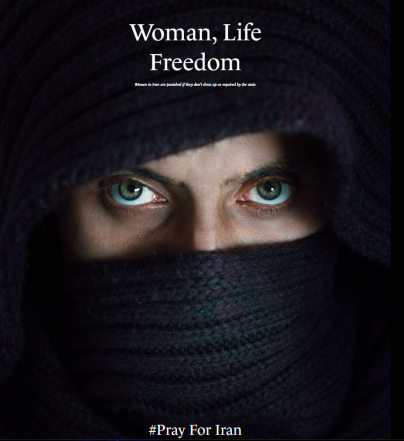 Woman, Life
Freedom
Women in Iran are punished if they don't dress up as required by the state.
#Pray For Iran